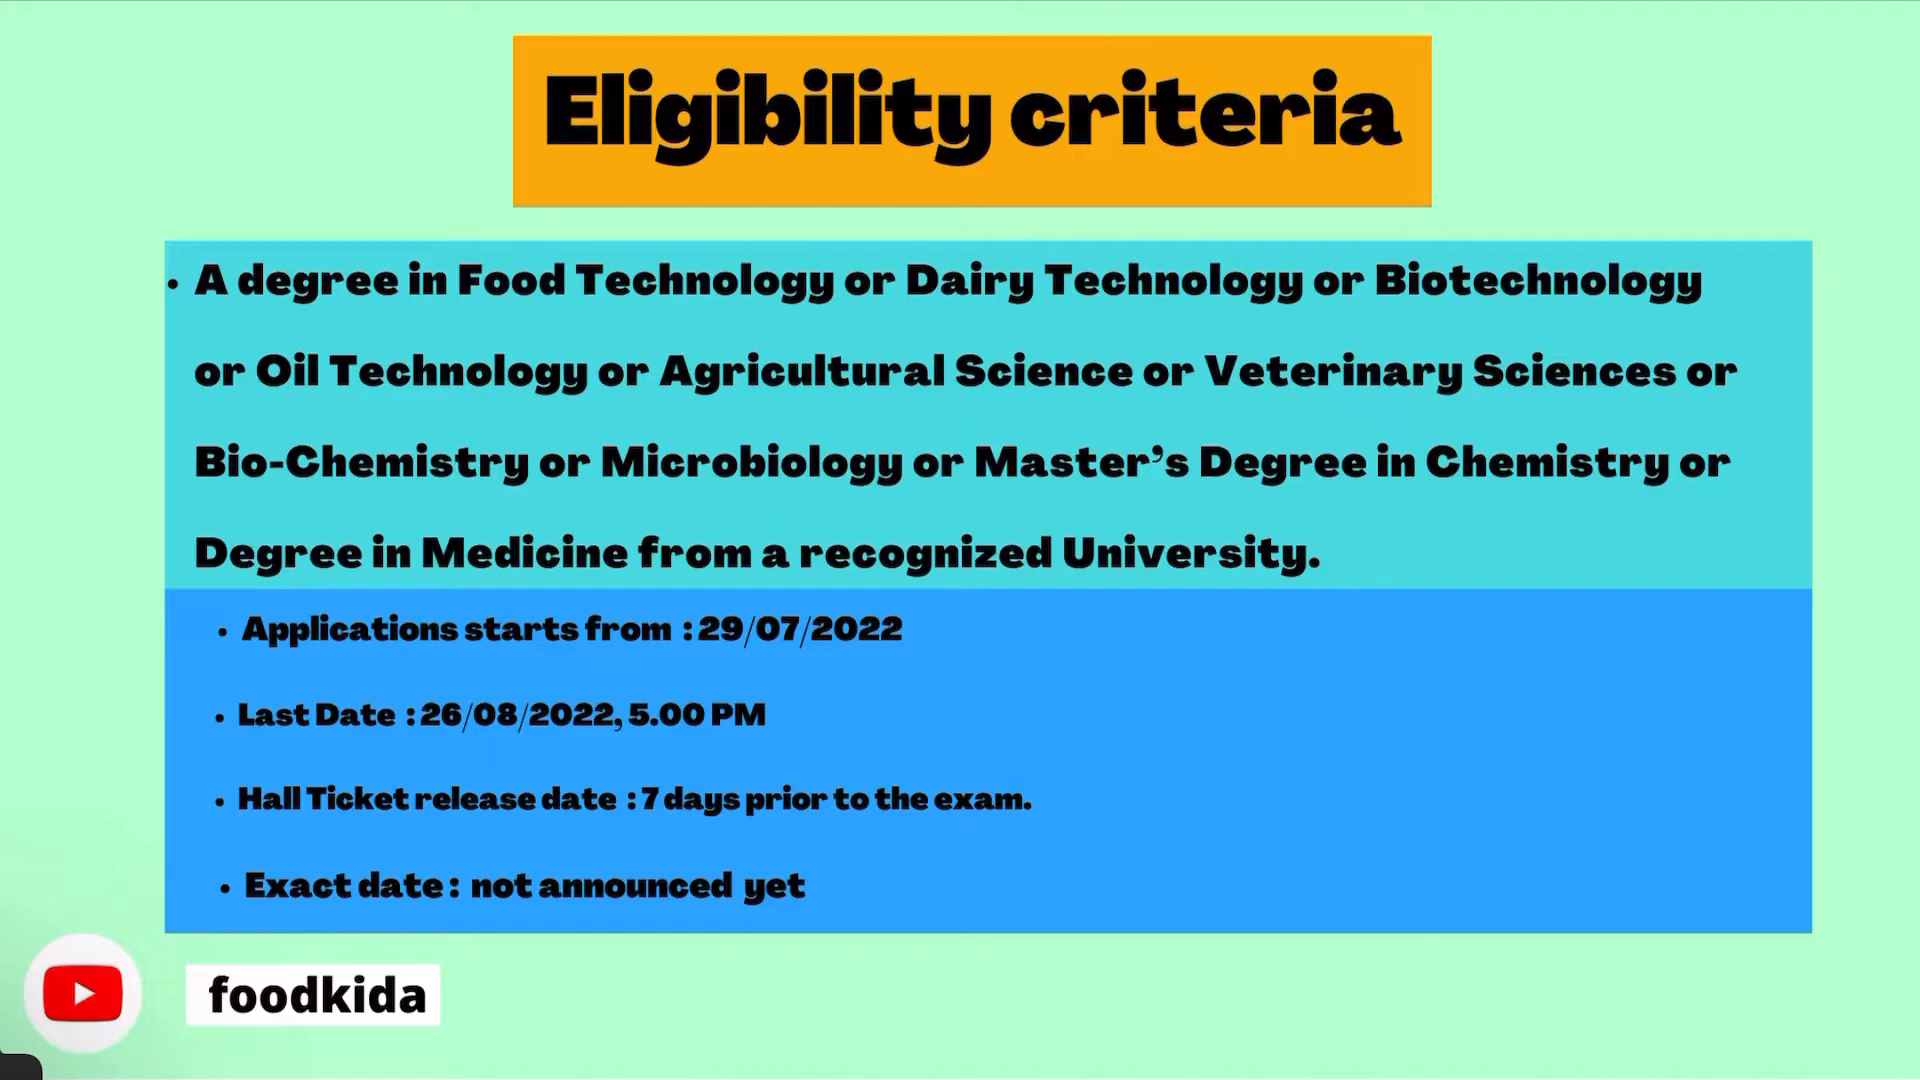 Eligibility criteria
• A degree in Food Technology or Dairy Technology or Biotechnology
or Oil Technology or Agricultural Science or Veterinary Sciences or
Bio-Chemistry or Microbiology or Master's Degree in Chemistry or
Degree in Medicine from a recognized University.
• Applications starts from : 29/07/2022
• Last Date : 26/08/2022, 5.00 PM
• Hall Ticket release date : 7 days prior to the exam.
• Exact date : not announced yet
foodkida